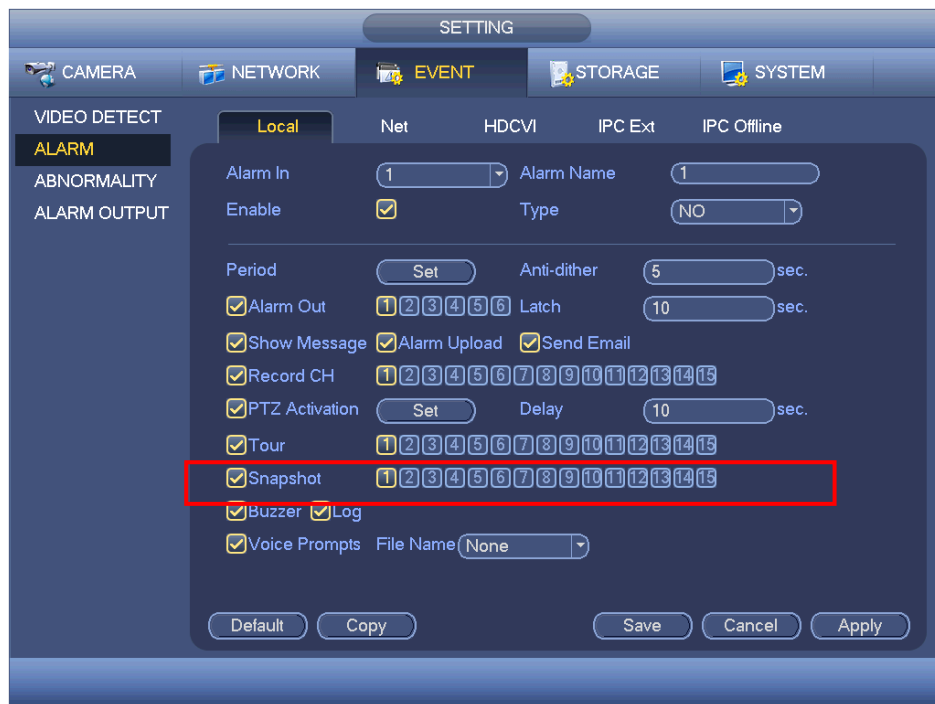 SETTING
CAMERA NETWORK EVENT STORAGE SYSTEM
VIDEO DETECT
ALARM
ABNORMALITY
ALARM OUTPUT
Local Net HDCVI IPC Ext IPC Offline
Alarm In 1 Alarm Name 1
Enable Type NO
Period Set Anti-dither 5 sec.
Alarm Out 1 2 3 4 5 6 Latch 10 sec.
Show Message Alarm Upload Send Email
Record CH 1 2 3 4 5 6 7 8 9 10 11 12 13 14 15
PTZ Activation Set Delay 10 sec.
Tour 1 2 3 4 5 6 7 8 9 10 11 12 13 14 15
Snapshot 1 2 3 4 5 6 7 8 9 10 11 12 13 14 15
Buzzer Log
Voice Prompts File Name None
Default Copy Save Cancel Apply